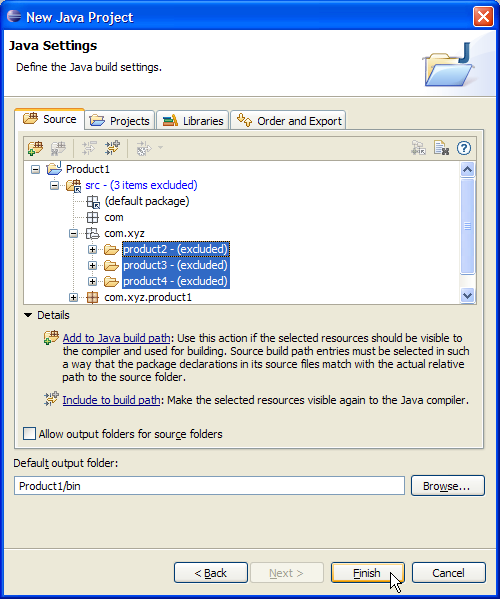 New Java Project
Java Settings
Define the Java build settings.
Source
Projects
Libraries
Order and Export
Product1
src - (3 items excluded)
(default package)
com
com.xyz
product2 - (excluded)
product3 - (excluded)
product4 - (excluded)
com.xyz.product1
Details
Add to Java build path: Use this action if the selected resources should be visible to
the compiler and used for building. Source build path entries must be selected in such
a way that the package declarations in its source files match with the actual relative
path to the source folder.
Include to build path: Make the selected resources visible again to the Java compiler.
Allow output folders for source folders
Default output folder:
Product1/bin
Browse...
< Back
Next >
Finish
Cancel